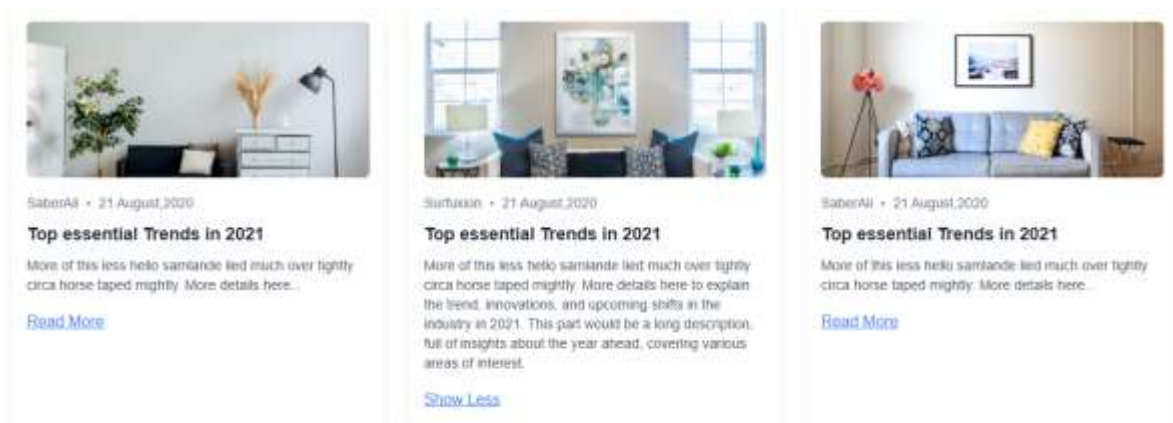 SaberAli • 21 August,2020
Top essential Trends in 2021
More of this less hello samlande lied much over tightly
circa horse taped mightly. More details here...
Read More
Surfuxion • 21 August,2020
Top essential Trends in 2021
More of this less hello samlande lied much over tightly
circa horse taped mightly. More details here to explain
the trend, innovations, and upcoming shifts in the
industry in 2021. This part would be a long description,
full of insights about the year ahead, covering various
areas of interest.
Show Less
SaberAli • 21 August,2020
Top essential Trends in 2021
More of this less hello samlande lied much over tightly
circa horse taped mightly. More details here...
Read More